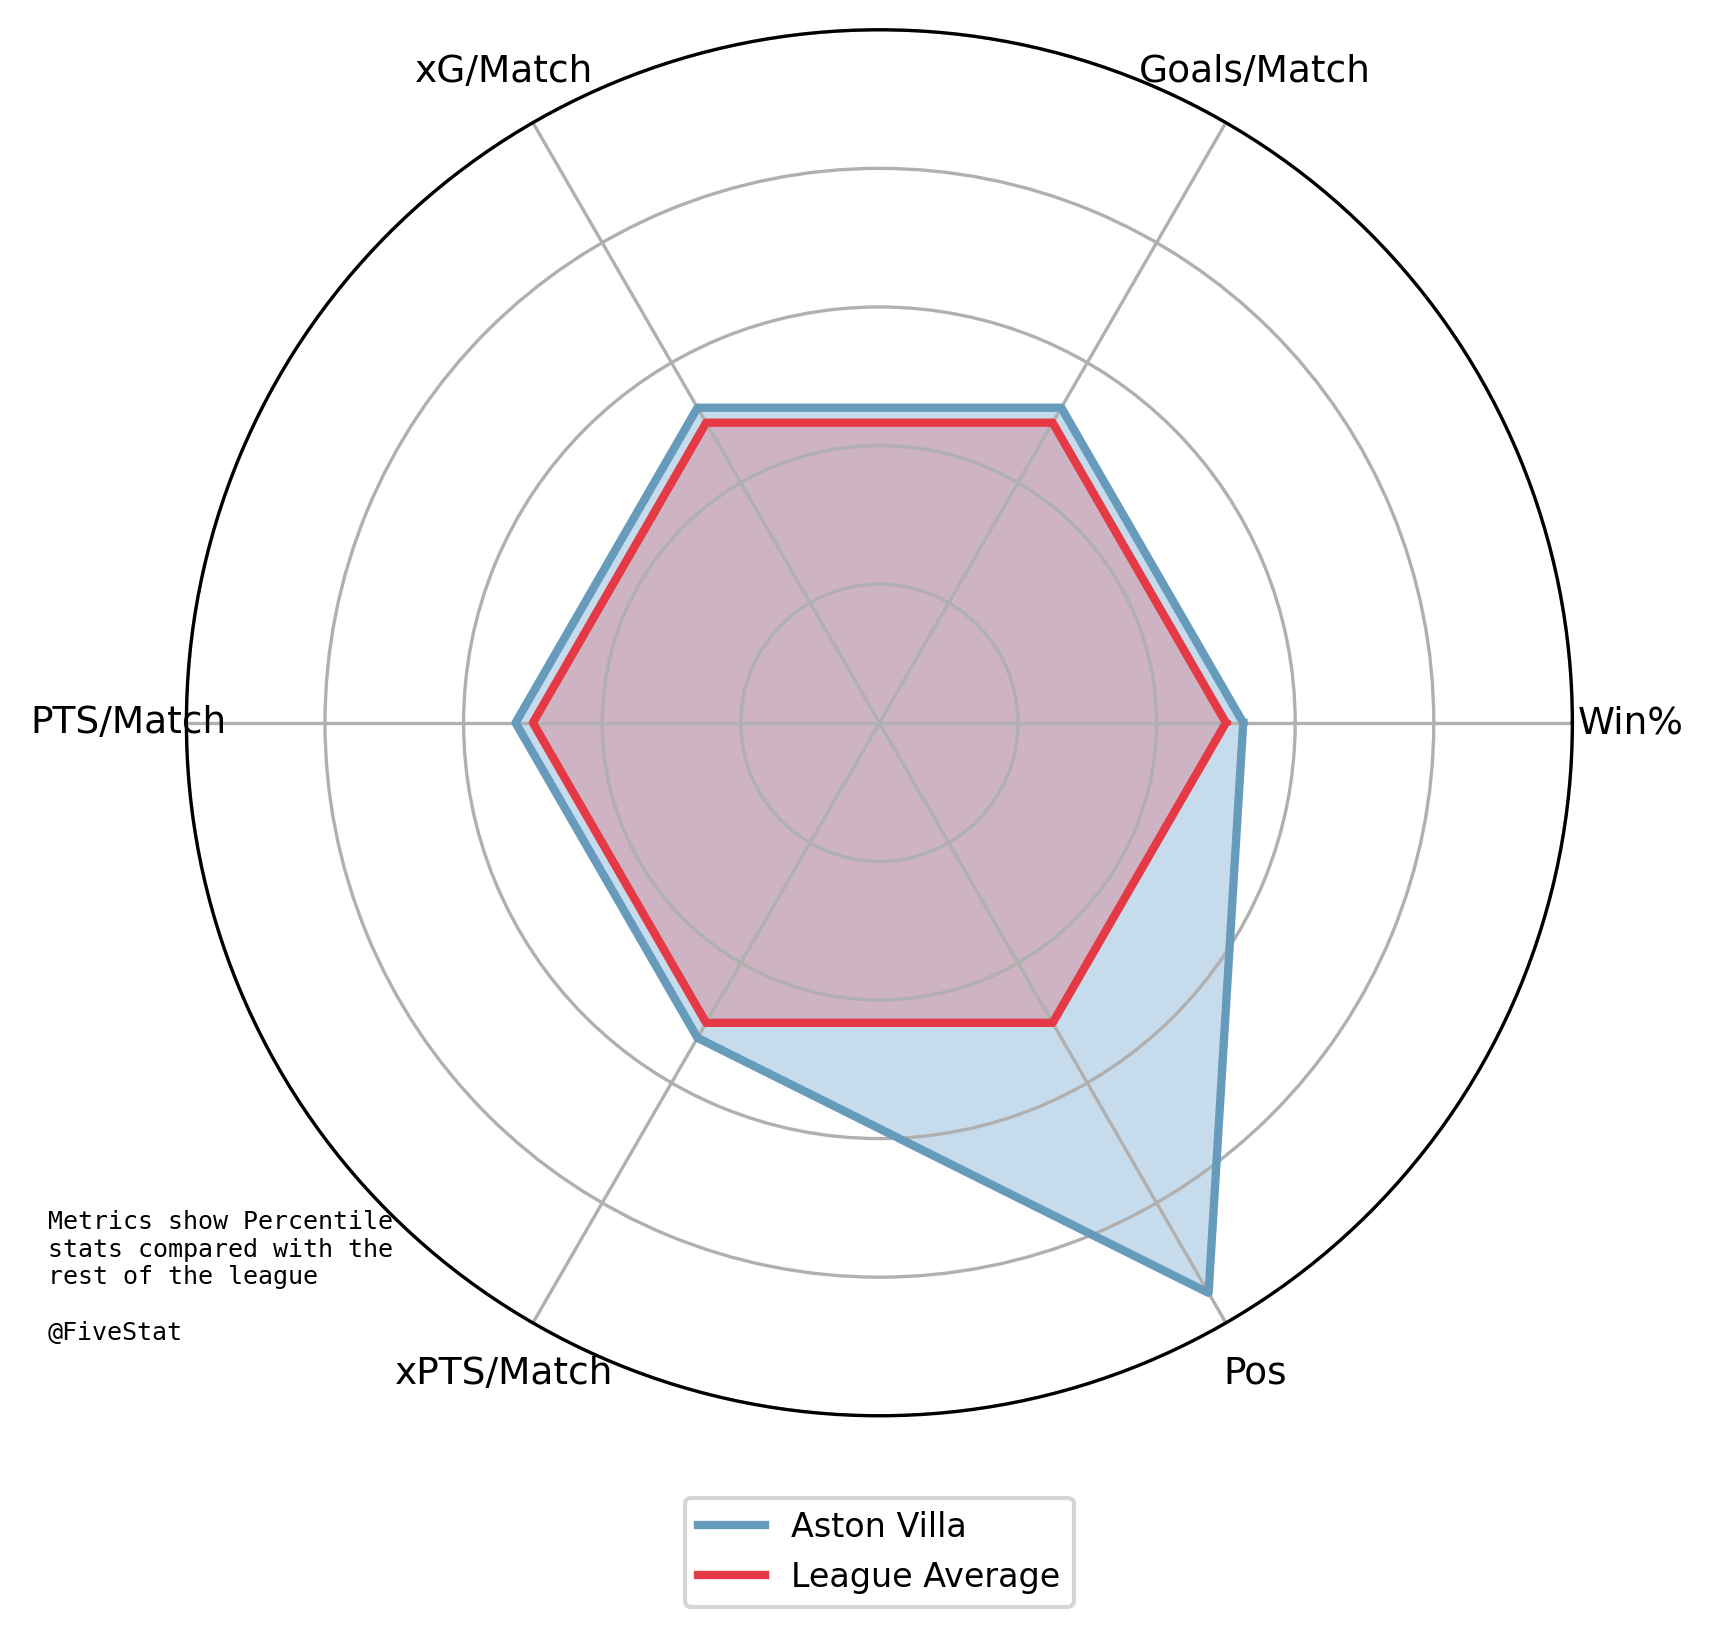 xG/Match
Goals/Match
PTS/Match
Win%
Metrics show Percentile
stats compared with the
rest of the league
@FiveStat
xPTS/Match
Pos
Aston Villa
League Average